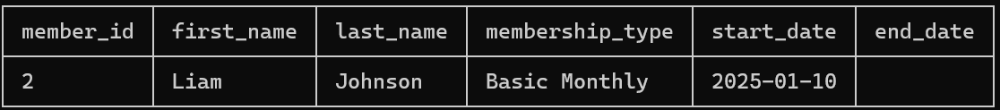 member_id first_name last_name membership_type start_date end_date
2 Liam Johnson Basic Monthly 2025-01-10